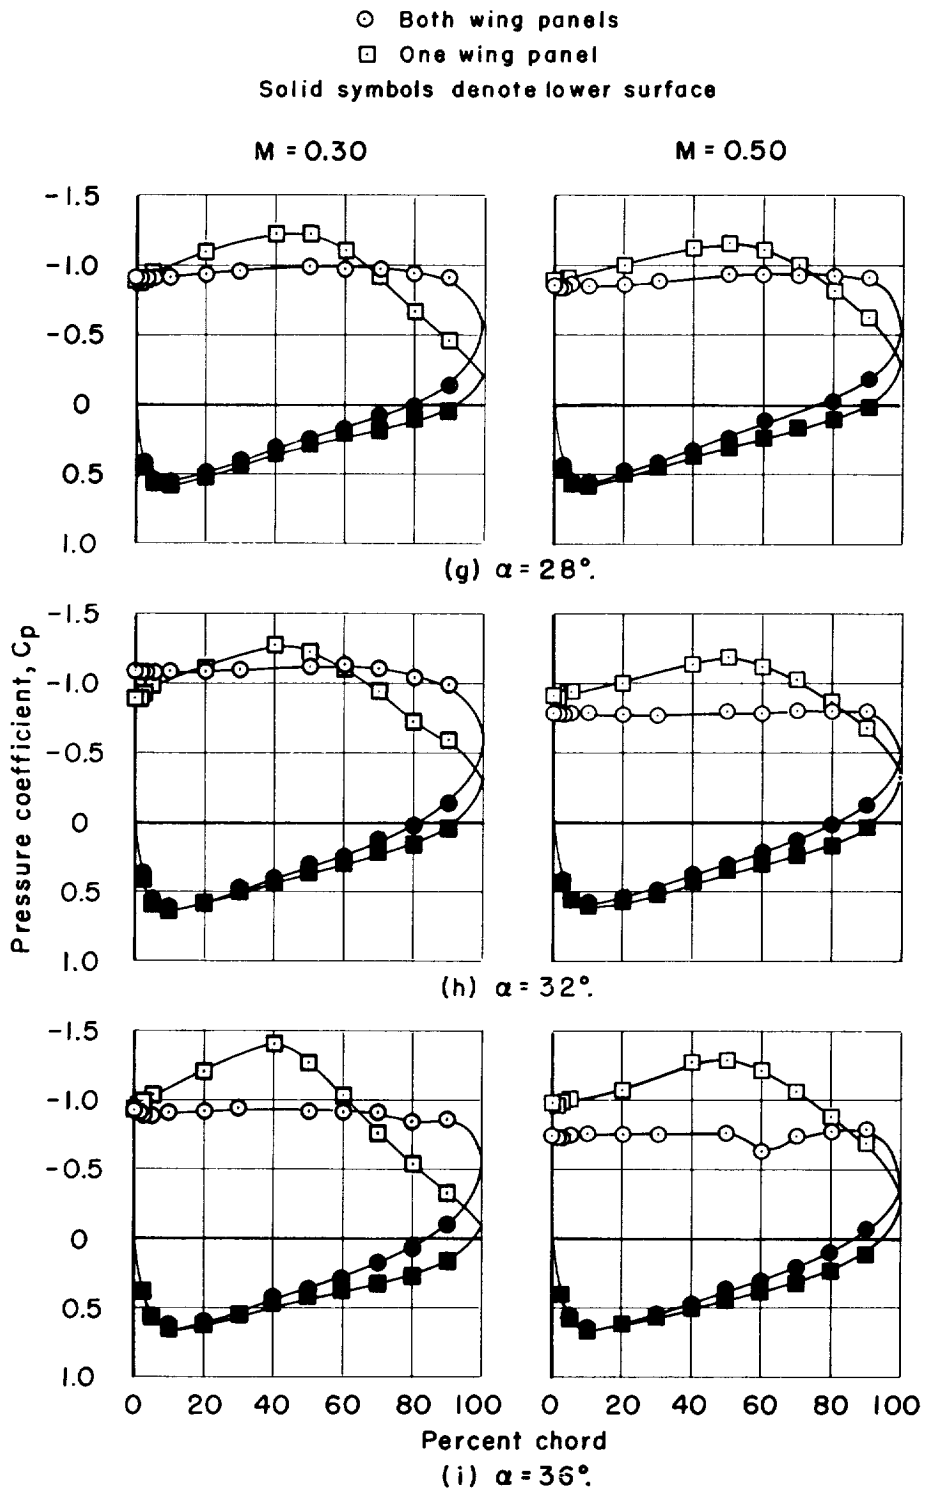 ⊙ Both wing panels
⊡ One wing panel
Solid symbols denote lower surface
M = 0.30
M = 0.50
-1.5
-1.0
-0.5
0
0.5
1.0
(g) α = 28°.
-1.5
-1.0
-0.5
0
0.5
1.0
Pressure coefficient, Cp
(h) α = 32°.
-1.5
-1.0
-0.5
0
0.5
1.0
0 20 40 60 80 100
0 20 40 60 80 100
Percent chord
(i) α = 36°.